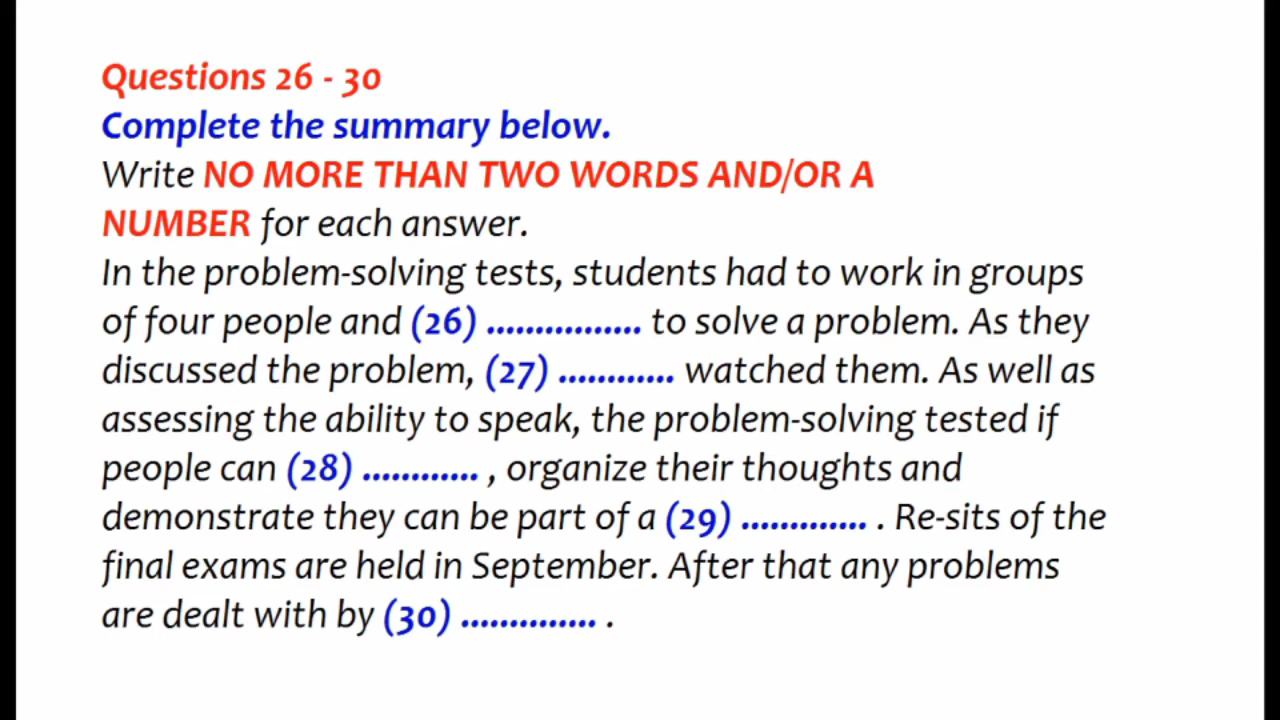 Questions 26 - 30
Complete the summary below.
Write NO MORE THAN TWO WORDS AND/OR A
NUMBER for each answer.
In the problem-solving tests, students had to work in groups
of four people and (26) ................ to solve a problem. As they
discussed the problem, (27) ............ watched them. As well as
assessing the ability to speak, the problem-solving tested if
people can (28) ............ , organize their thoughts and
demonstrate they can be part of a (29) ............. . Re-sits of the
final exams are held in September. After that any problems
are dealt with by (30) .............. .